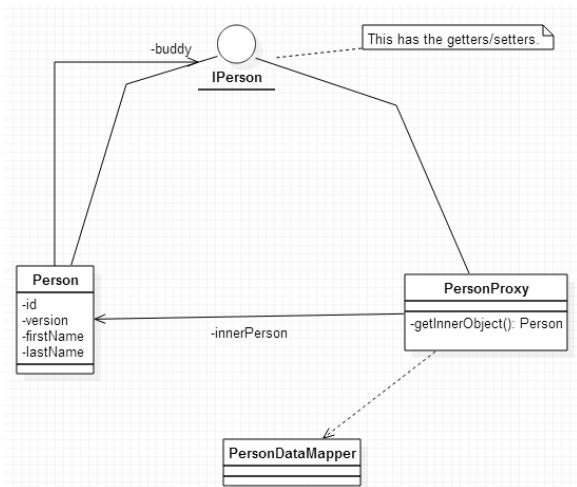 This has the getters/setters.
-buddy
IPerson
Person
-id
-version
-firstName
-lastName
PersonProxy
-getInnerObject(): Person
-innerPerson
PersonDataMapper